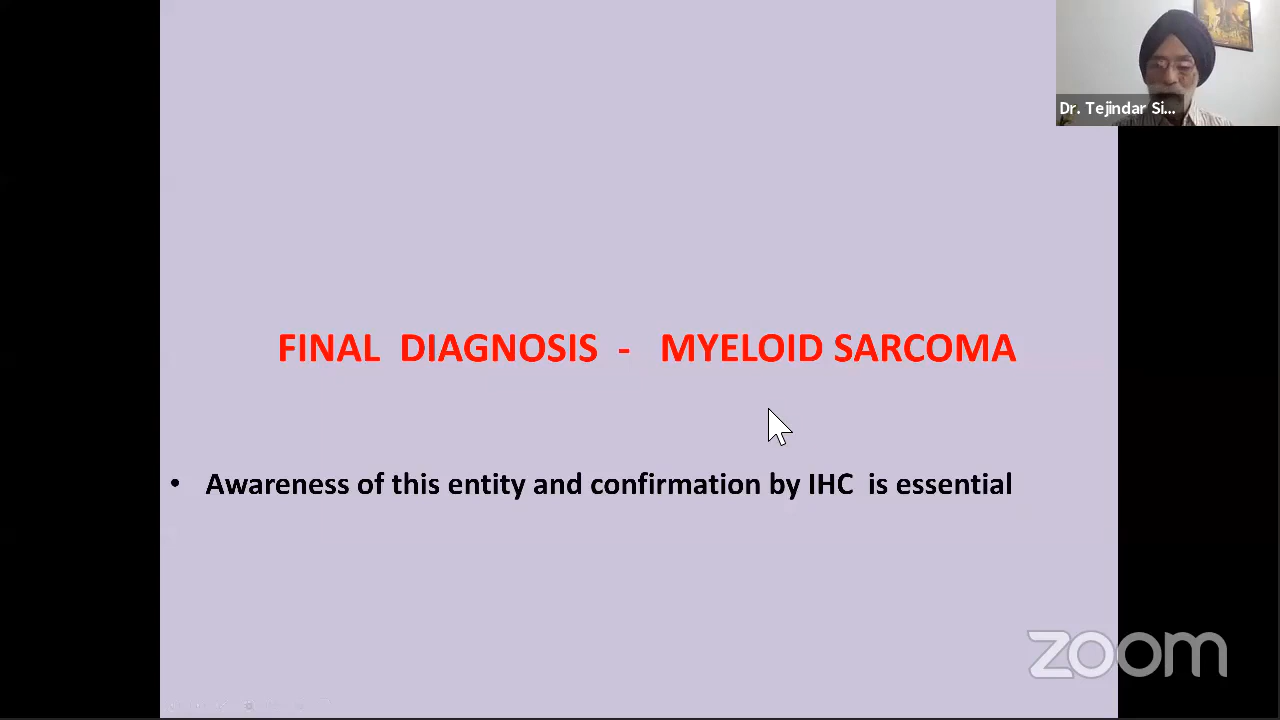 Dr. Tejindar Si...
FINAL DIAGNOSIS - MYELOID SARCOMA
• Awareness of this entity and confirmation by IHC is essential
zoom